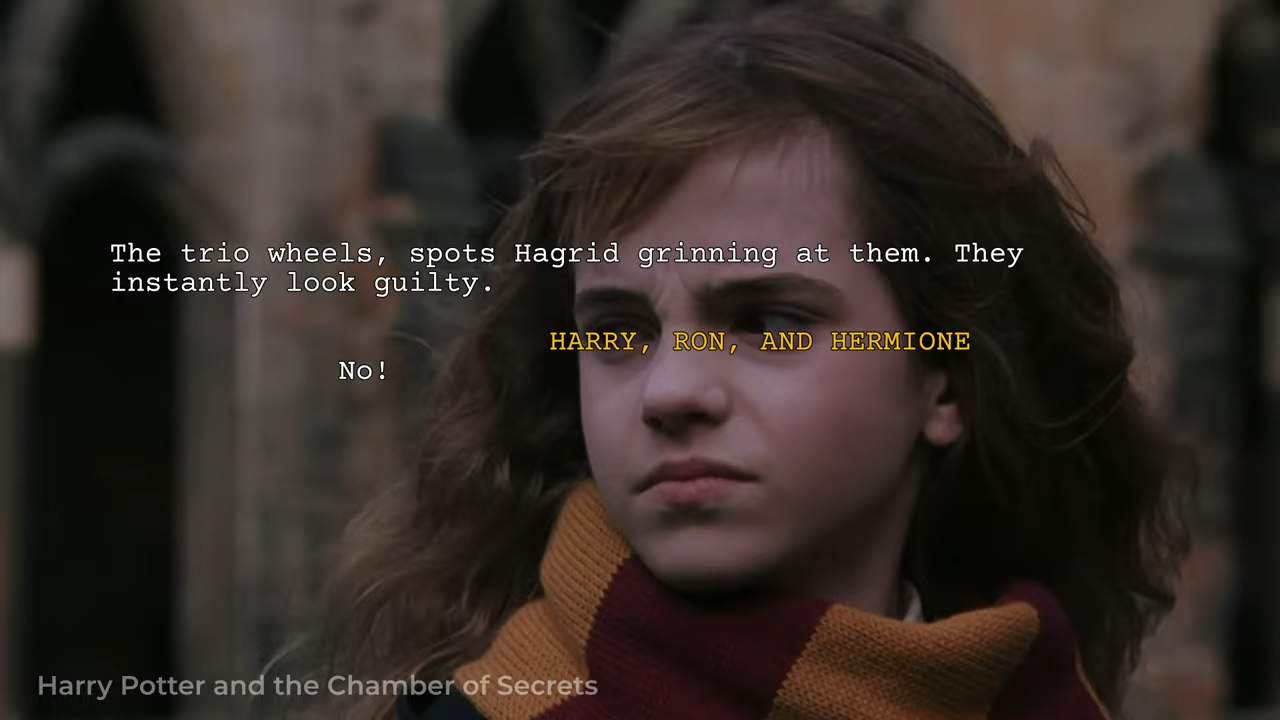 The trio wheels, spots Hagrid grinning at them. They
instantly look guilty.
HARRY, RON, AND HERMIONE
No!
Harry Potter and the Chamber of Secrets